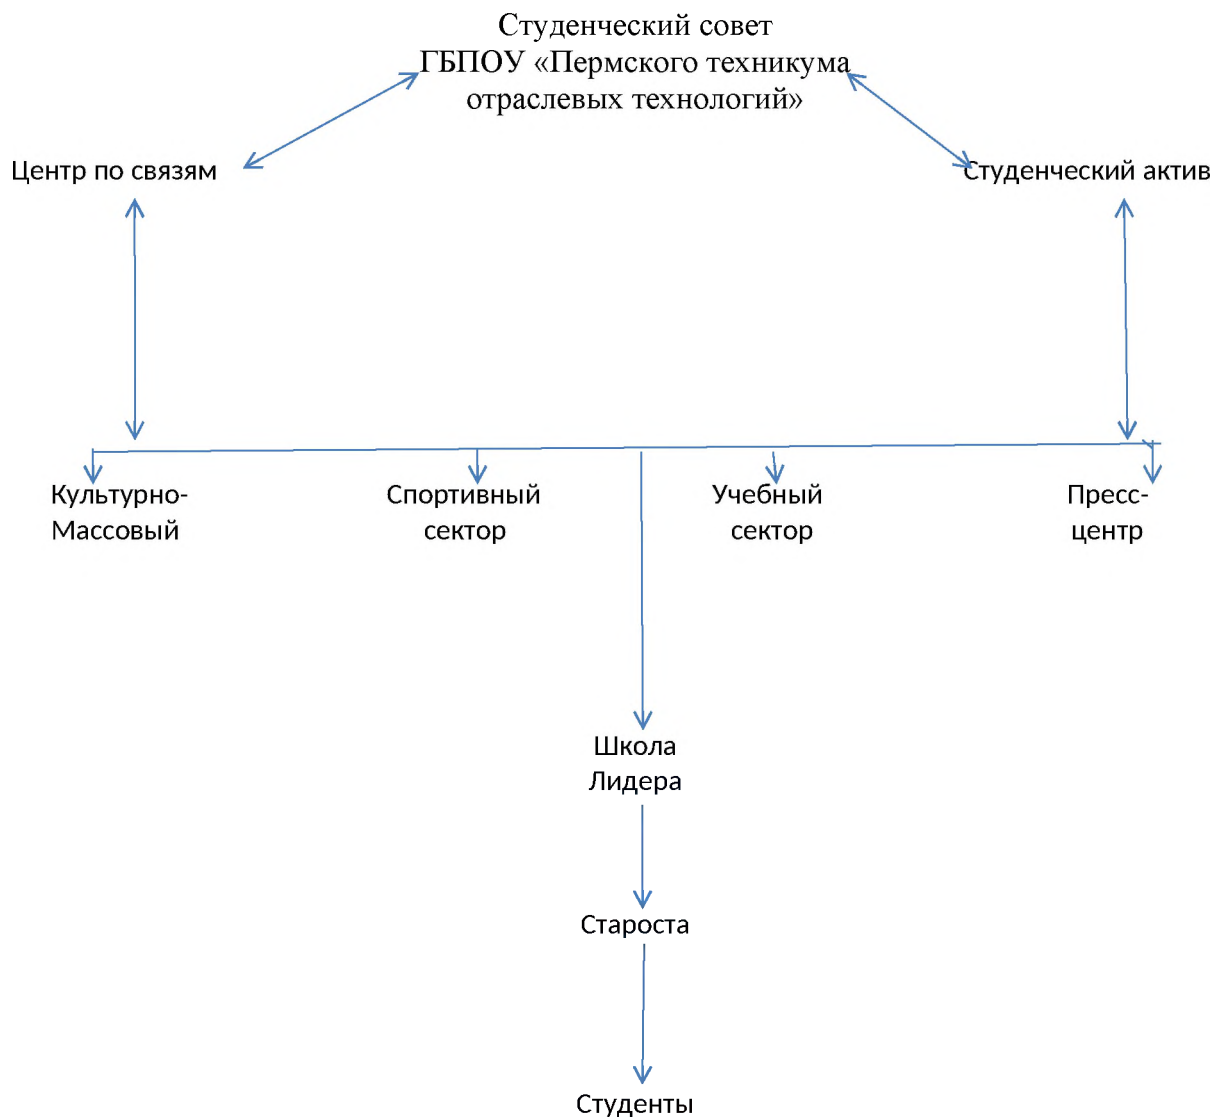 Студенческий совет
ГБПОУ «Пермского техникума
отраслевых технологий»
Центр по связям
Студенческий актив
Культурно-
Массовый
Спортивный
сектор
Учебный
сектор
Пресс-
центр
Школа
Лидера
Староста
Студенты